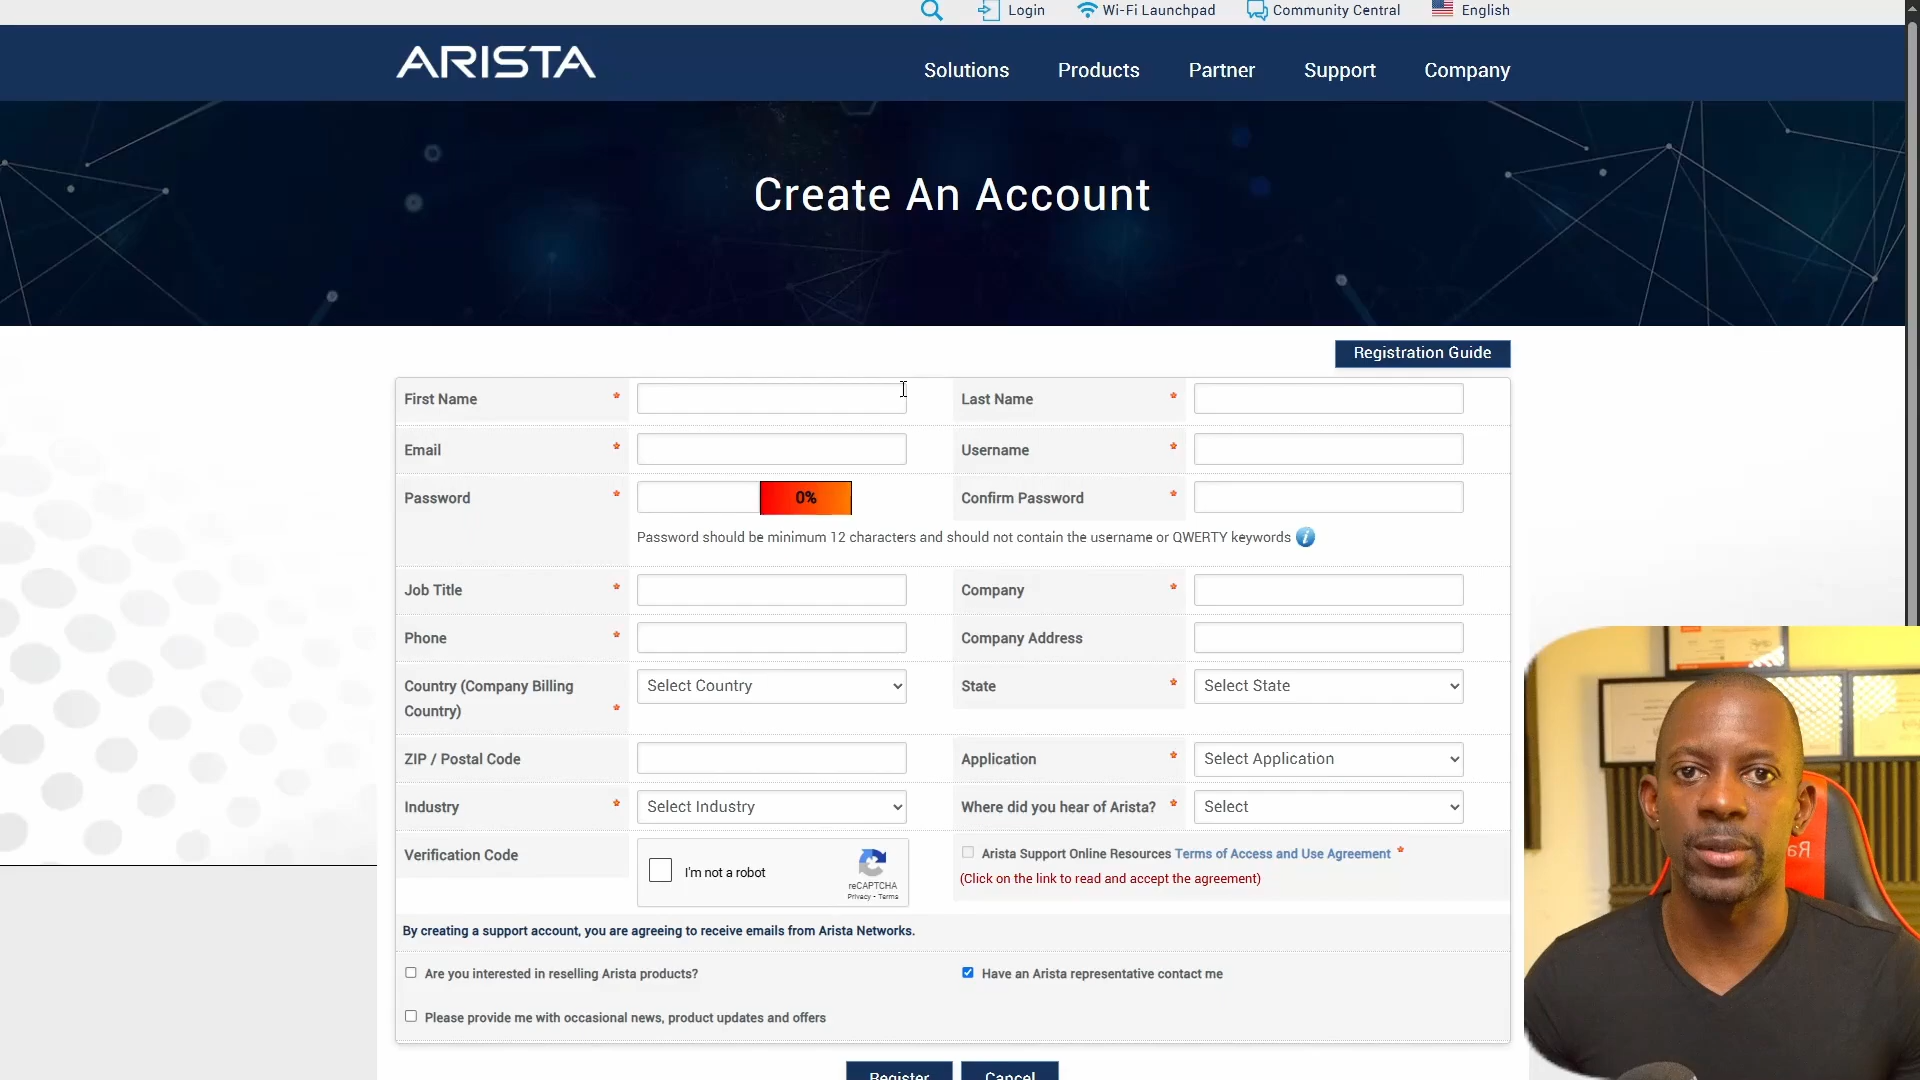 Login Wi-Fi Launchpad Community Central English
ARISTA
Solutions Products Partner Support Company
Create An Account
Registration Guide
First Name * Last Name *
Email * Username *
Password * 0% Confirm Password *
Password should be minimum 12 characters and should not contain the username or QWERTY keywords i
Job Title * Company *
Phone * Company Address
Country (Company Billing Country) * Select Country State * Select State
ZIP / Postal Code Application * Select Application
Industry * Select Industry Where did you hear of Arista? * Select
Verification Code I'm not a robot reCAPTCHA Privacy - Terms
Arista Support Online Resources Terms of Access and Use Agreement *
(Click on the link to read and accept the agreement)
By creating a support account, you are agreeing to receive emails from Arista Networks.
Are you interested in reselling Arista products? Have an Arista representative contact me
Please provide me with occasional news, product updates and offers
Register Cancel